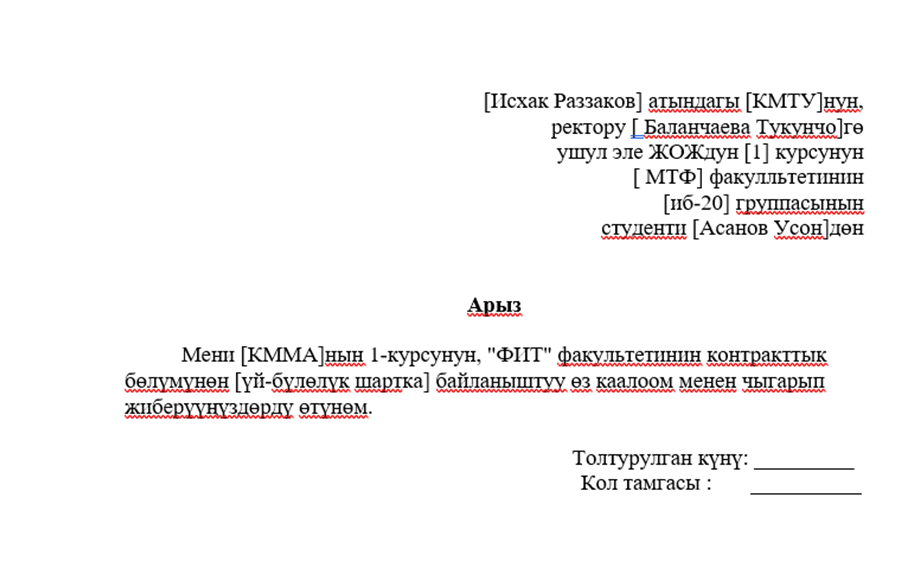 [Исхак Раззаков] атындагы [КМТУ]нун,
ректору [ Баланчаева Тукунчо]гө
ушул эле ЖОЖдун [1] курсунун
[ МТФ] факулльтетинин
[иб-20] группасынын
студенти [Асанов Усон]дөн
Арыз
Мени [КММА]нын 1-курсунун, "ФИТ" факультетинин контракттык
бөлүмүнөн [үй-бүлөлүк шартка] байланыштуу өз каалоом менен чыгарып
жиберүүңүздөрдү өтүнөм.
Толтурулган күнү: _________
Кол тамгасы : __________